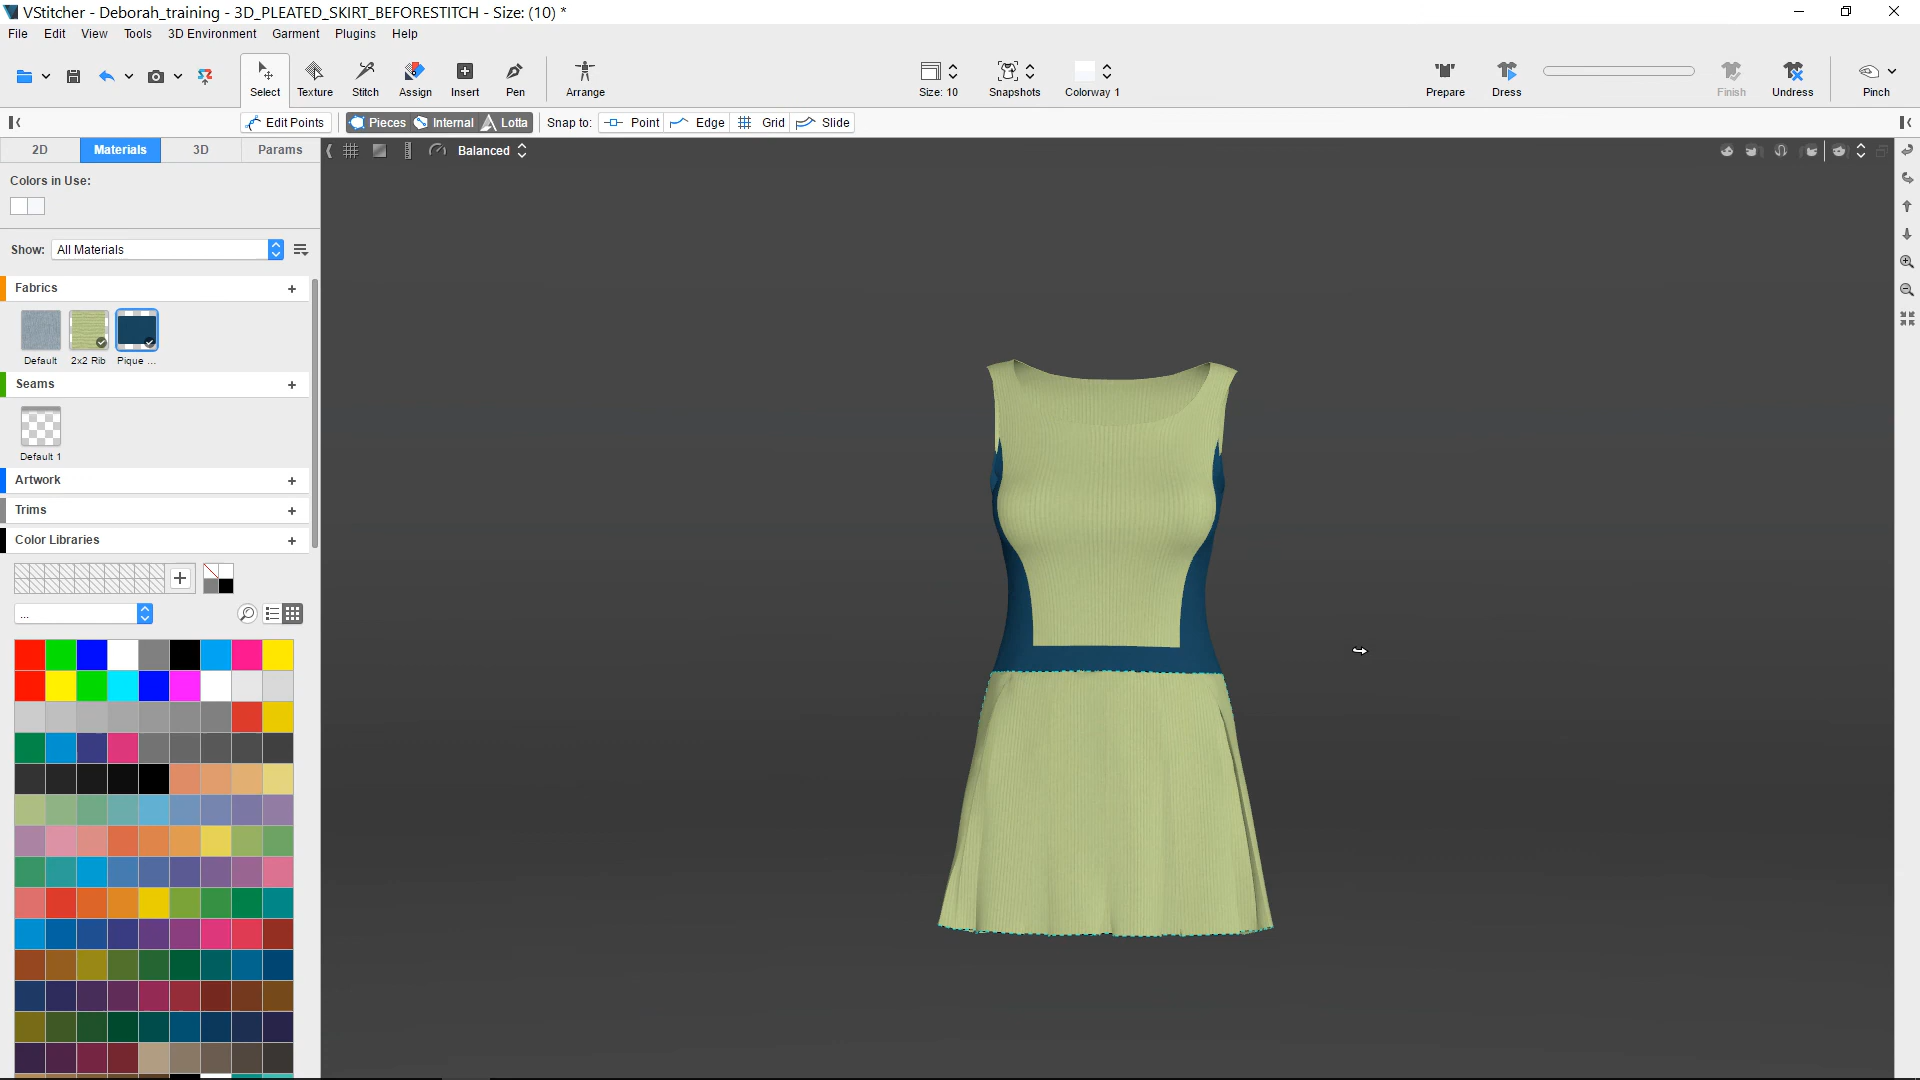 VStitcher - Deborah_training - 3D_PLEATED_SKIRT_BEFORESTITCH - Size: (10) *
File Edit View Tools 3D Environment Garment Plugins Help
Select Texture Stitch Assign Insert Pen Arrange Size: 10 Snapshots Colorway 1 Prepare Dress Finish Undress Pinch
Edit Points Pieces Internal Lotta Snap to: Point Edge Grid Slide
2D Materials 3D Params Balanced
Colors in Use:
Show: All Materials
Fabrics +
Default 2x2 Rib Pique ...
Seams +
Default 1
Artwork +
Trims +
Color Libraries +
...